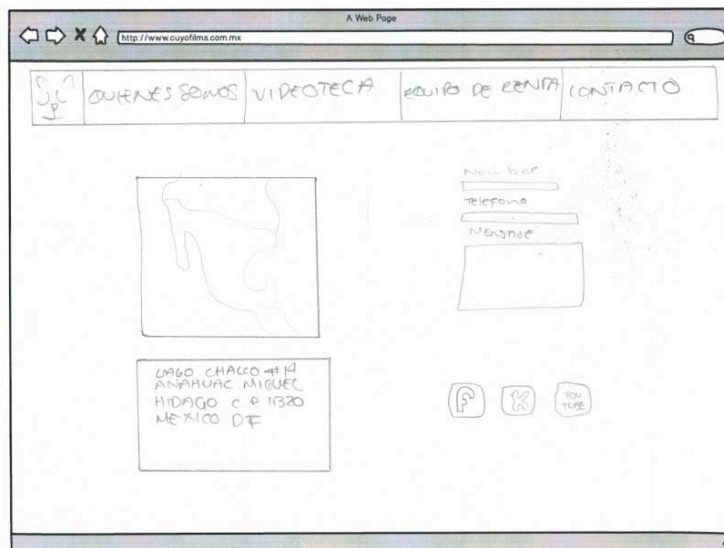 A Web Page
http://www.cuyofilms.com.mx
QUIENES SOMOS VIDEOTECA EQUIPO DE RENTA CONTACTO
Nombre
Telefono
Mensaje
LAGO CHALCO #19
ANAHUAC MIGUEL
HIDAGO C P 11320
MEXICO DF
F K YOU
TUBE